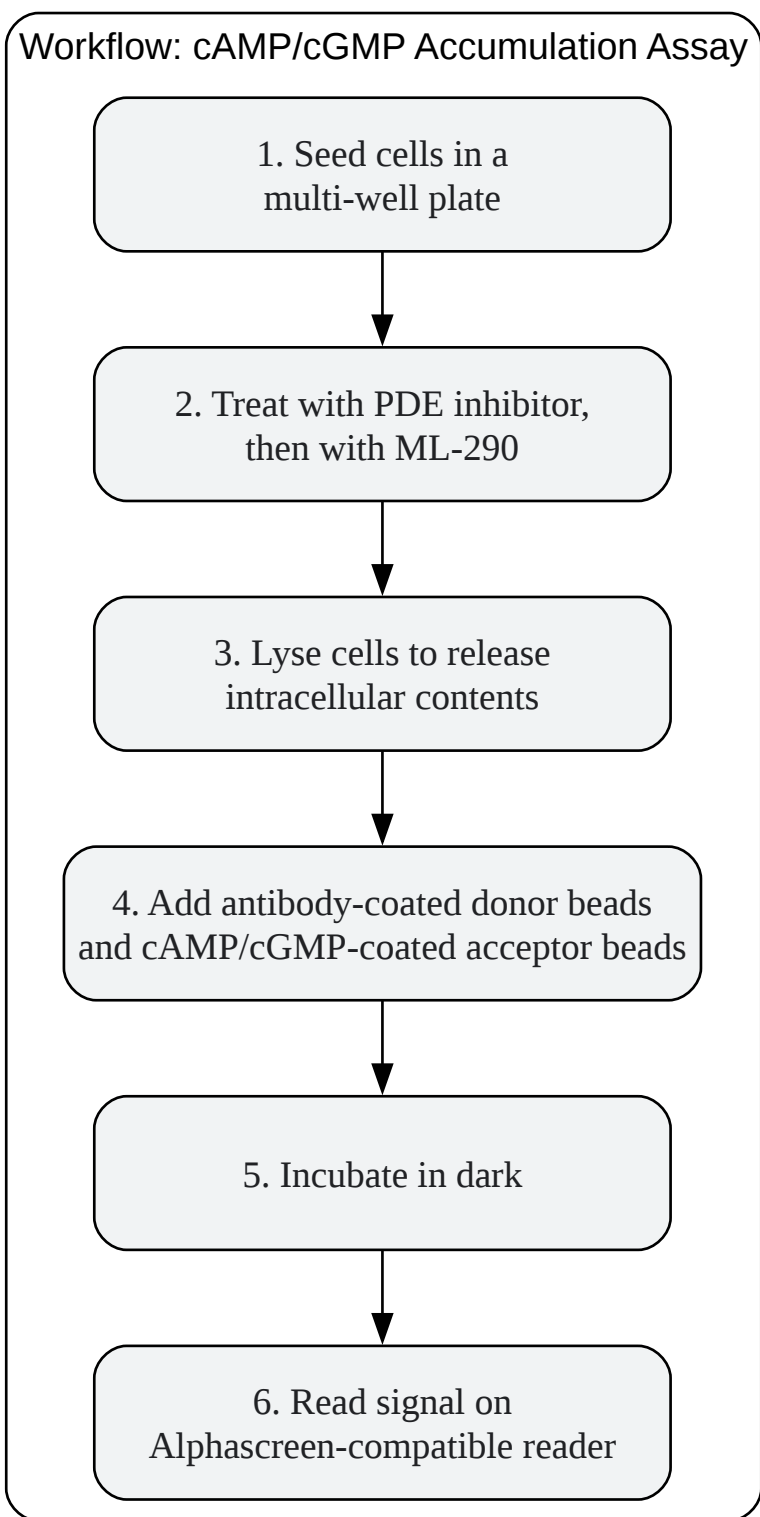 Workflow: cAMP/cGMP Accumulation Assay
1. Seed cells in a
multi-well plate
2. Treat with PDE inhibitor,
then with ML-290
3. Lyse cells to release
intracellular contents
4. Add antibody-coated donor beads
and cAMP/cGMP-coated acceptor beads
5. Incubate in dark
6. Read signal on
Alphascreen-compatible reader